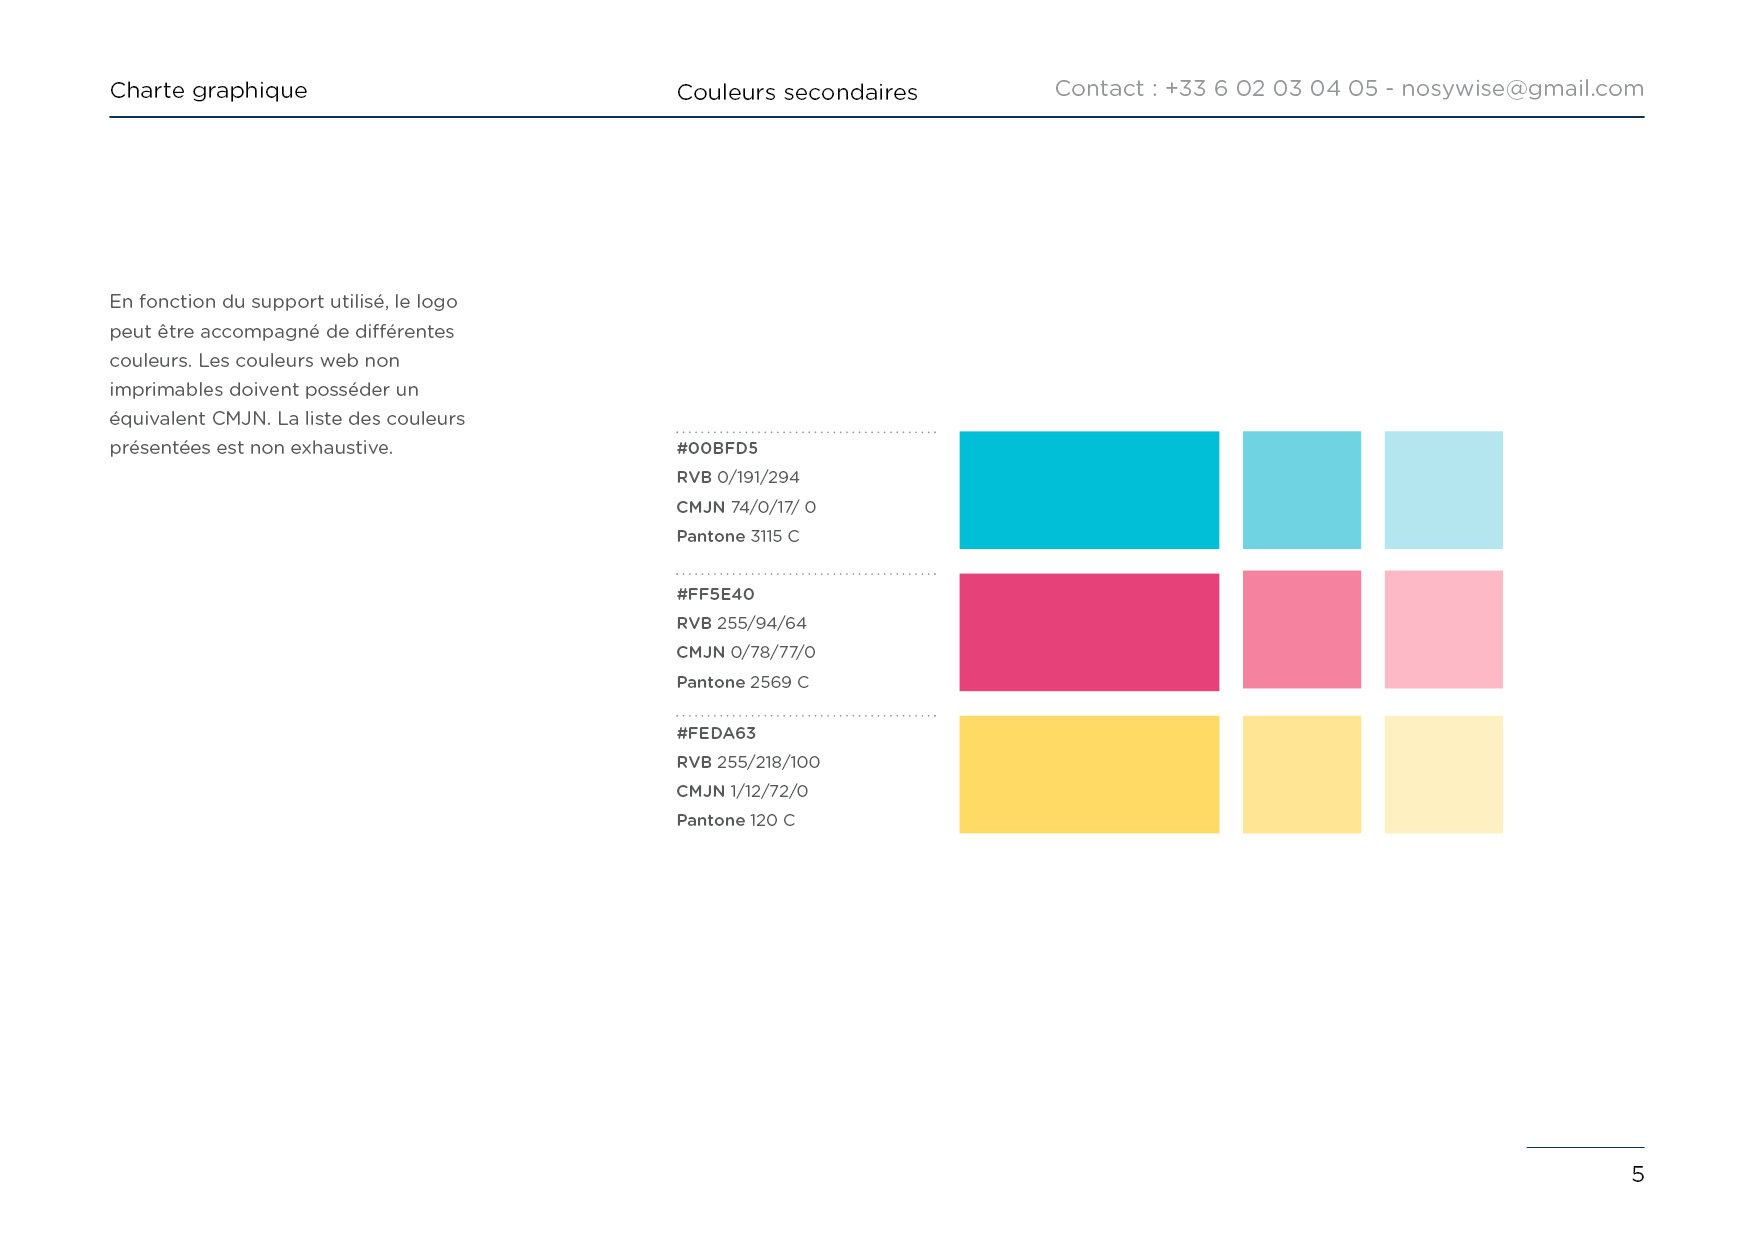 Charte graphique
Couleurs secondaires
Contact : +33 6 02 03 04 05 - nosywise@gmail.com
En fonction du support utilisé, le logo
peut être accompagné de différentes
couleurs. Les couleurs web non
imprimables doivent posséder un
équivalent CMJN. La liste des couleurs
présentées est non exhaustive.
#00BFD5
RVB 0/191/294
CMJN 74/0/17/ 0
Pantone 3115 C
#FF5E40
RVB 255/94/64
CMJN 0/78/77/0
Pantone 2569 C
#FEDA63
RVB 255/218/100
CMJN 1/12/72/0
Pantone 120 C
5